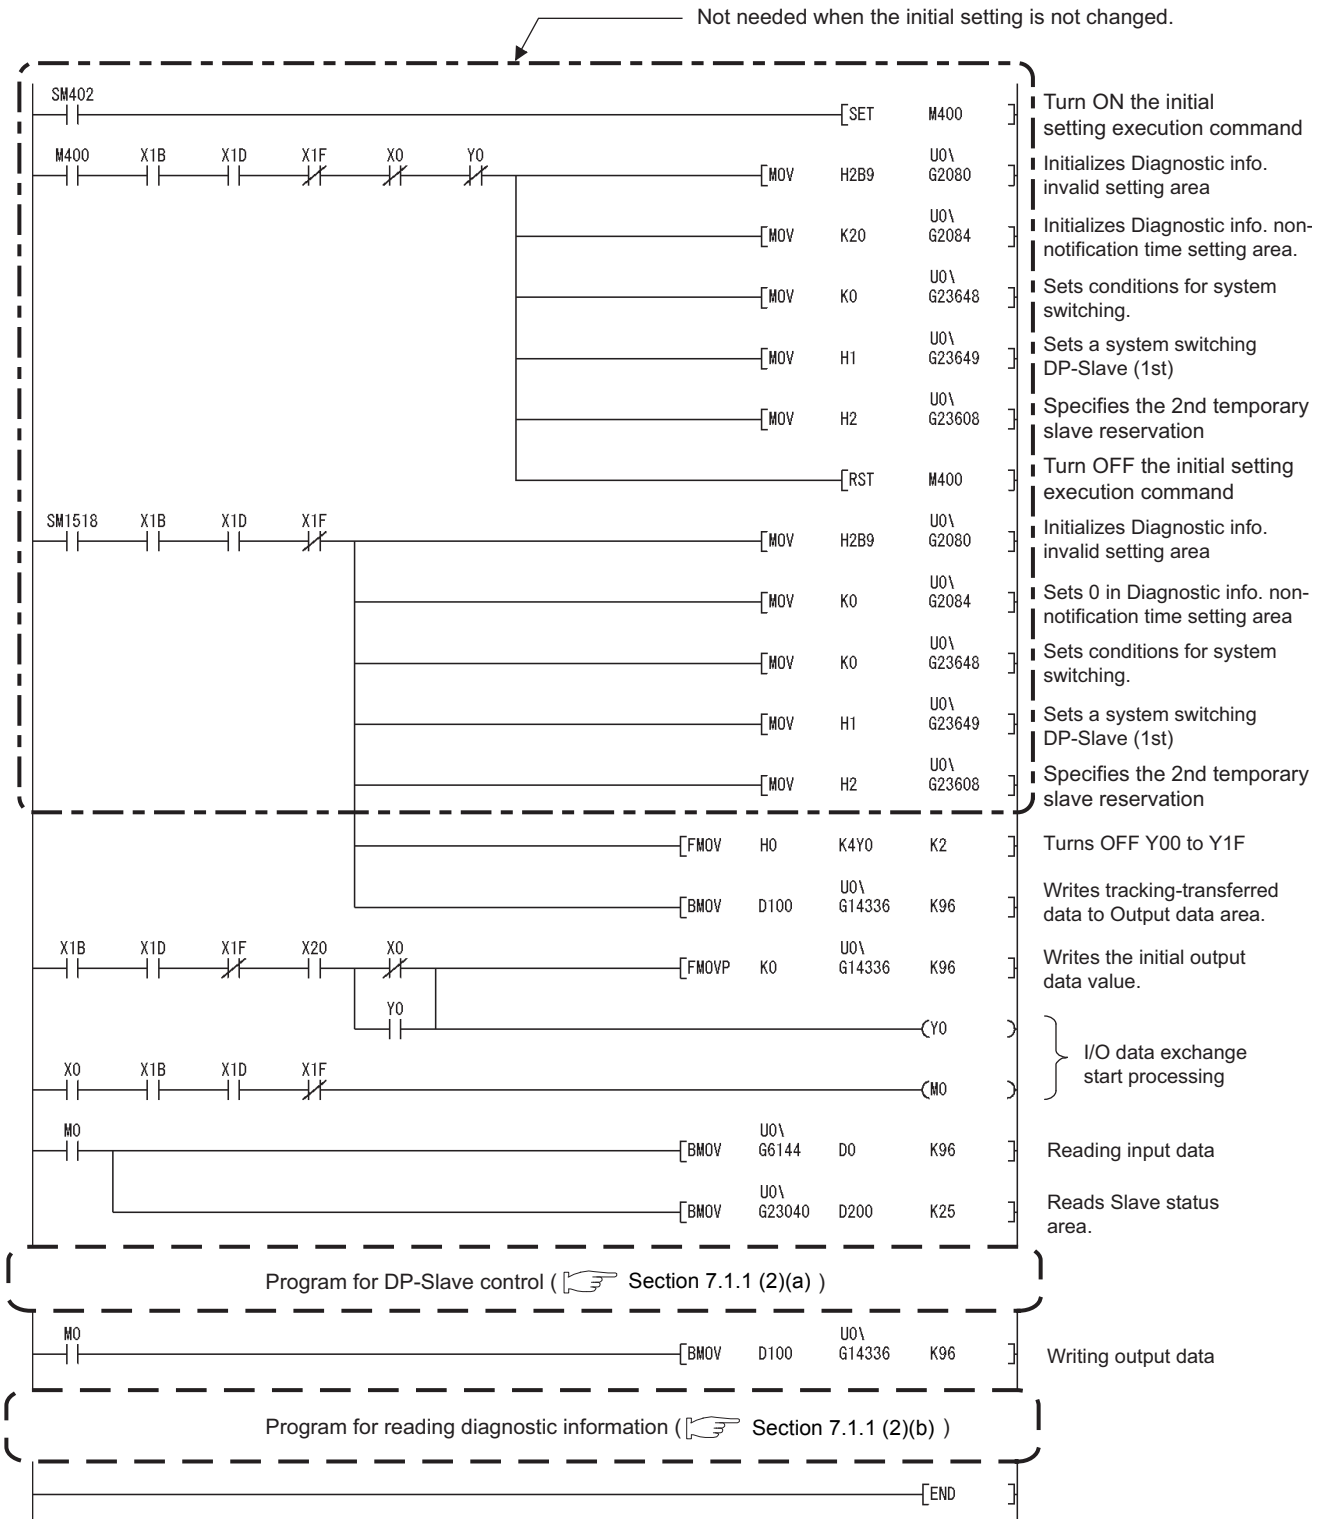 Not needed when the initial setting is not changed.
SM402
SET M400
Turn ON the initial
setting execution command
M400 X1B X1D X1F X0 Y0
U0\
MOV H2B9 G2080
Initializes Diagnostic info.
invalid setting area
U0\
MOV K20 G2084
Initializes Diagnostic info. non-
notification time setting area.
U0\
MOV K0 G23648
Sets conditions for system
switching.
U0\
MOV H1 G23649
Sets a system switching
DP-Slave (1st)
U0\
MOV H2 G23608
Specifies the 2nd temporary
slave reservation
RST M400
Turn OFF the initial setting
execution command
SM1518 X1B X1D X1F
U0\
MOV H2B9 G2080
Initializes Diagnostic info.
invalid setting area
U0\
MOV K0 G2084
Sets 0 in Diagnostic info. non-
notification time setting area
U0\
MOV K0 G23648
Sets conditions for system
switching.
U0\
MOV H1 G23649
Sets a system switching
DP-Slave (1st)
U0\
MOV H2 G23608
Specifies the 2nd temporary
slave reservation
FMOV H0 K4Y0 K2
Turns OFF Y00 to Y1F
U0\
BMOV D100 G14336 K96
Writes tracking-transferred
data to Output data area.
X1B X1D X1F X20 X0
U0\
FMOVP K0 G14336 K96
Writes the initial output
data value.
Y0
Y0
I/O data exchange
start processing
X0 X1B X1D X1F
M0
M0
U0\
BMOV G6144 D0 K96
Reading input data
U0\
BMOV G23040 D200 K25
Reads Slave status
area.
Program for DP-Slave control ( Section 7.1.1 (2)(a) )
M0
U0\
BMOV D100 G14336 K96
Writing output data
Program for reading diagnostic information ( Section 7.1.1 (2)(b) )
END